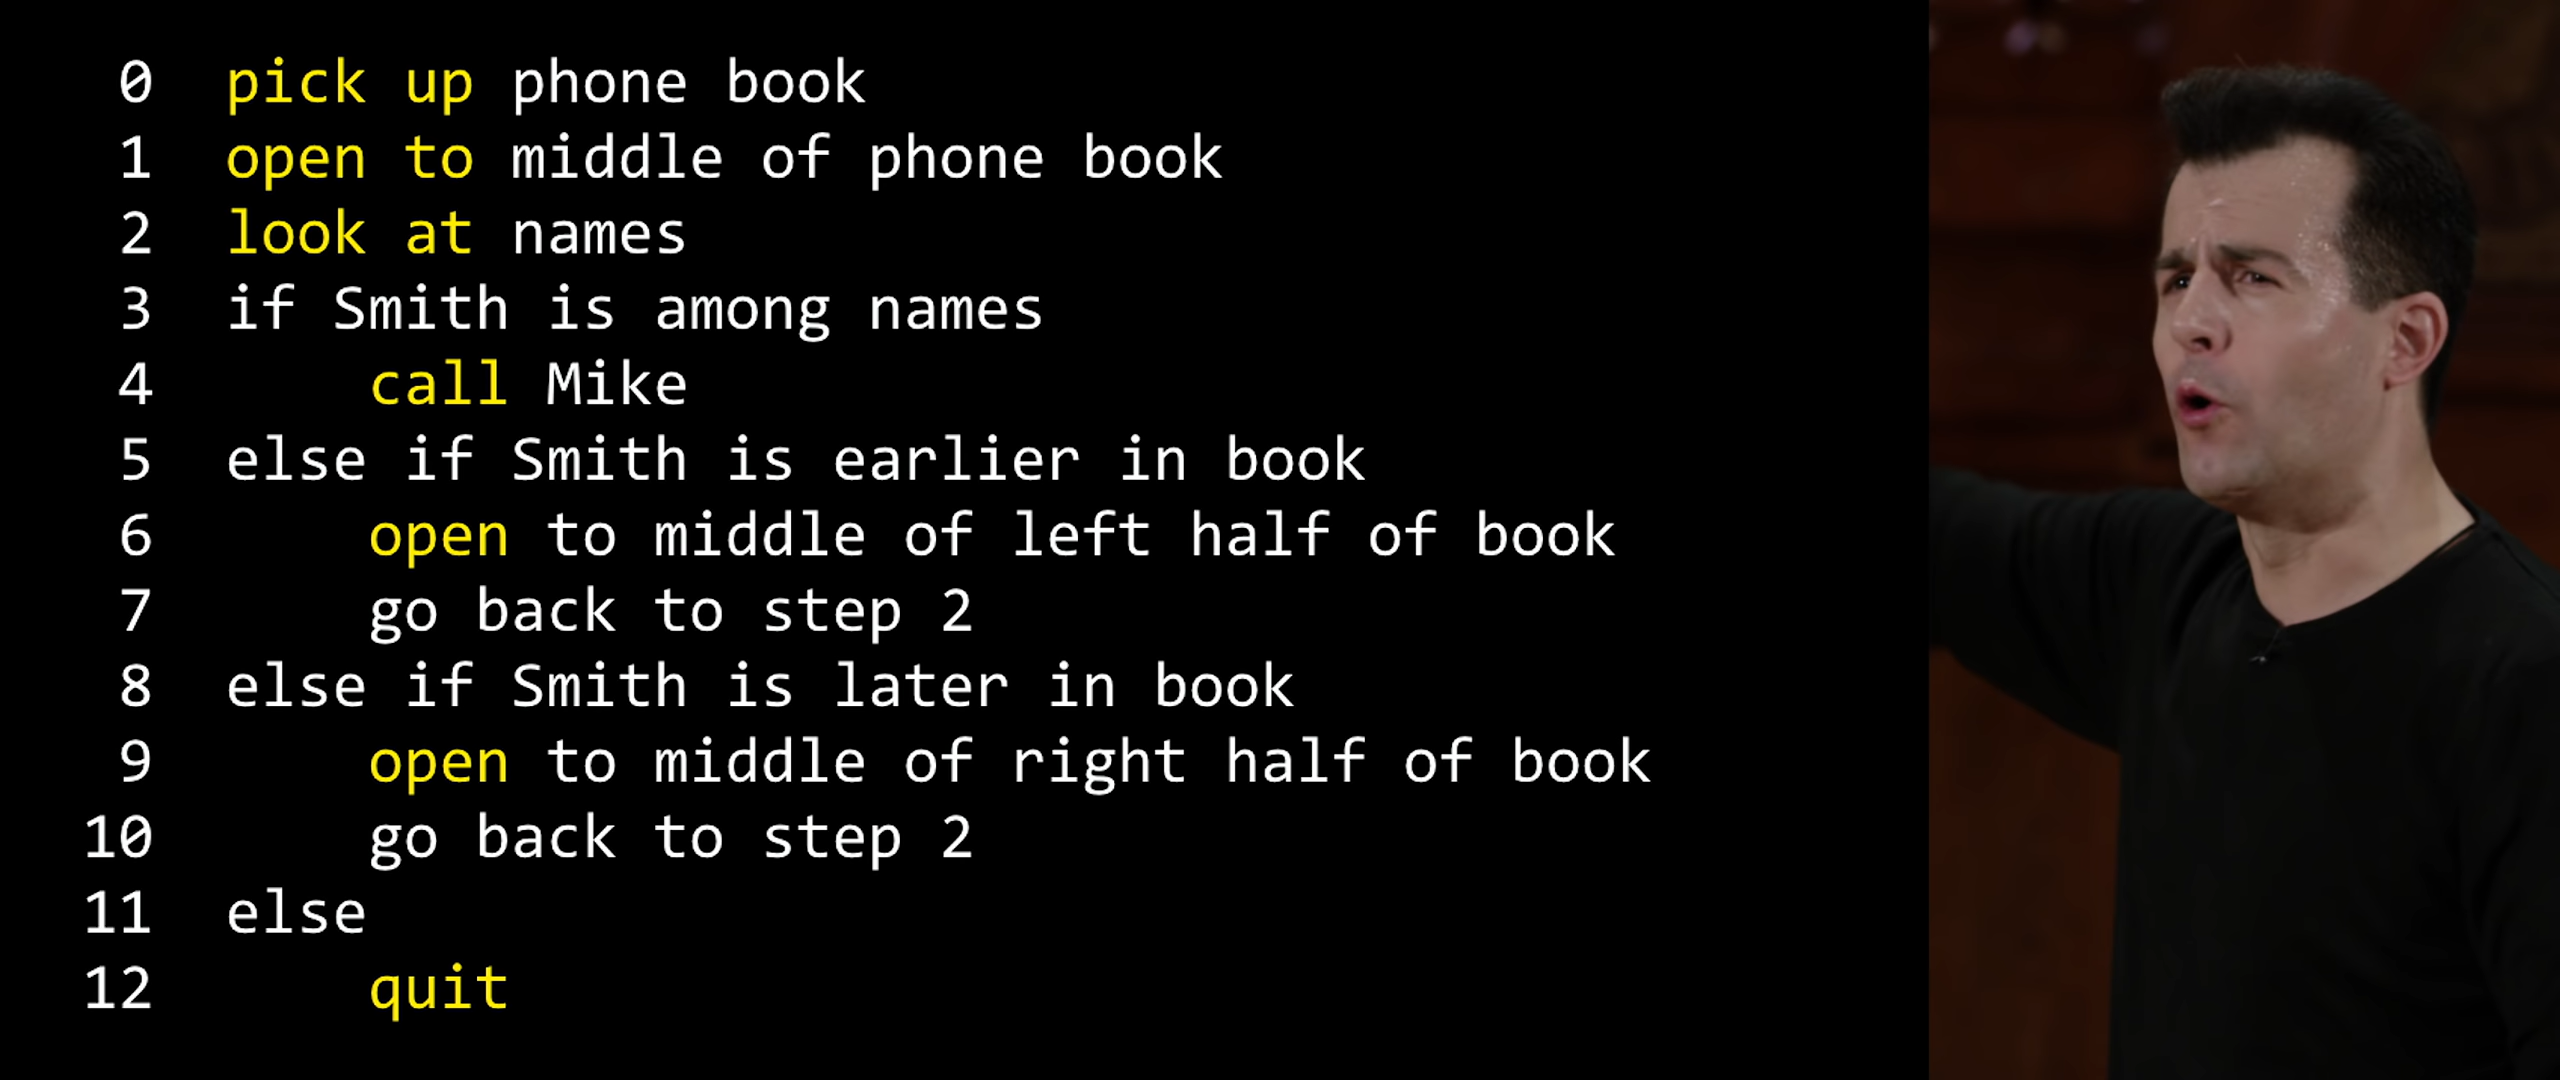 0 pick up phone book
1 open to middle of phone book
2 look at names
3 if Smith is among names
4 call Mike
5 else if Smith is earlier in book
6 open to middle of left half of book
7 go back to step 2
8 else if Smith is later in book
9 open to middle of right half of book
10 go back to step 2
11 else
12 quit